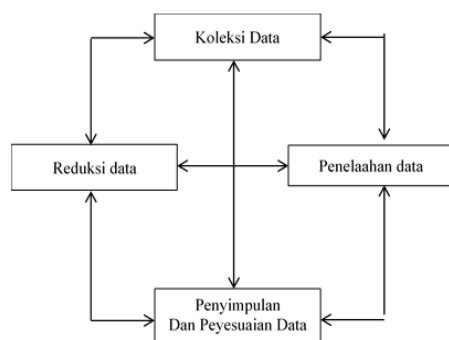 Koleksi Data
Reduksi data
Penelaahan data
Penyimpulan
Dan Peyesuaian Data